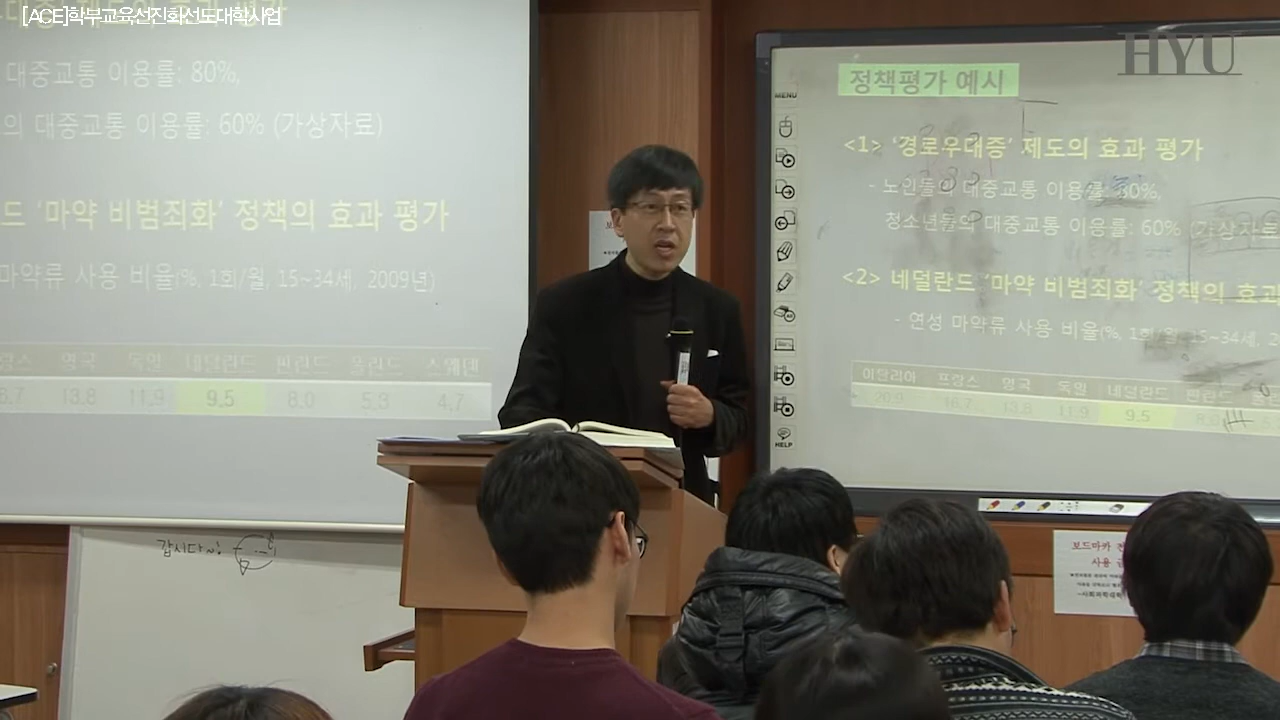 [ACE]학부교육선진화선도대학사업
HYU
대중교통 이용률: 80%,
의 대중교통 이용률: 60% (가상자료)
드 '마약 비범죄화' 정책의 효과 평가
마약류 사용 비율(%, 1회/월, 15~34세, 2009년)
영국 독일 네덜란드 핀란드 폴란드 스웨덴
6.7 13.8 11.9 9.5 8.0 5.3 4.7
갑시다~!
MENU
HELP
정책평가 예시
<1> '경로우대증' 제도의 효과 평가
- 노인들의 대중교통 이용률: 80%,
청소년들의 대중교통 이용률: 60% (가상자료
<2> 네덜란드 '마약 비범죄화' 정책의 효과
- 연성 마약류 사용 비율(%, 1회/월, 15~34세, 2
이탈리아 프랑스 영국 독일 네덜란드
20.9 16.7 13.8 11.9 9.5 8.0
보드마카 전
사용 금